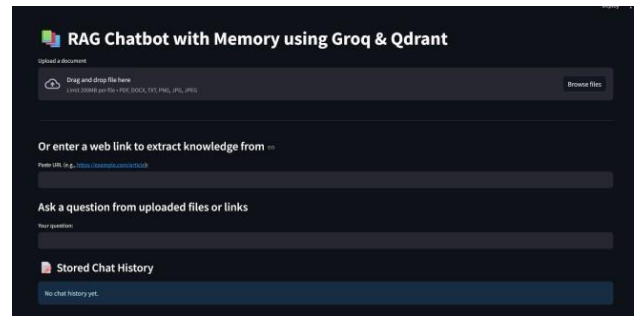 Deploy
RAG Chatbot with Memory using Groq & Qdrant
Upload a document
Drag and drop file here
Limit 200MB per file • PDF, DOCX, TXT, PNG, JPG, JPEG
Browse files
Or enter a web link to extract knowledge from
Paste URL (e.g., https://example.com/article):
Ask a question from uploaded files or links
Your question:
Stored Chat History
No chat history yet.